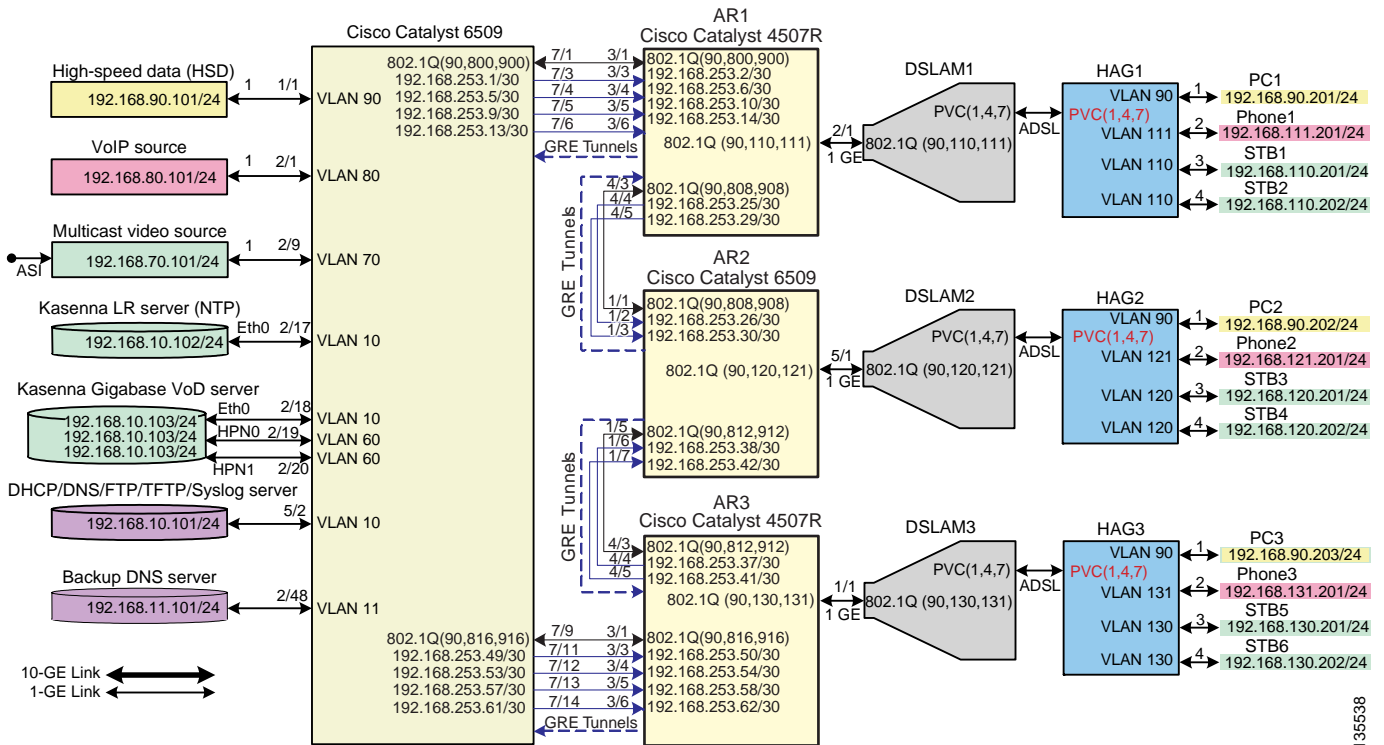 Cisco Catalyst 6509
High-speed data (HSD)
192.168.90.101/24
1
1/1
VLAN 90
VoIP source
192.168.80.101/24
1
2/1
VLAN 80
Multicast video source
ASI
192.168.70.101/24
1
2/9
VLAN 70
Kasenna LR server (NTP)
192.168.10.102/24
Eth0
2/17
VLAN 10
Kasenna Gigabase VoD server
192.168.10.103/24
192.168.10.103/24
192.168.10.103/24
Eth0
2/18
VLAN 10
HPN0
2/19
VLAN 60
HPN1
2/20
VLAN 60
DHCP/DNS/FTP/TFTP/Syslog server
192.168.10.101/24
5/2
VLAN 10
Backup DNS server
192.168.11.101/24
2/48
VLAN 11
10-GE Link
1-GE Link
802.1Q(90,800,900)
192.168.253.1/30
192.168.253.5/30
192.168.253.9/30
192.168.253.13/30
7/1
3/1
7/3
3/3
7/4
3/4
7/5
3/5
7/6
3/6
GRE Tunnels
802.1Q(90,816,916)
192.168.253.49/30
192.168.253.53/30
192.168.253.57/30
192.168.253.61/30
7/9
3/1
7/11
3/3
7/12
3/4
7/13
3/5
7/14
3/6
GRE Tunnels
AR1
Cisco Catalyst 4507R
802.1Q(90,800,900)
192.168.253.2/30
192.168.253.6/30
192.168.253.10/30
192.168.253.14/30
802.1Q (90,110,111)
4/3
802.1Q(90,808,908)
4/4
192.168.253.25/30
4/5
192.168.253.29/30
GRE Tunnels
AR2
Cisco Catalyst 6509
1/1
802.1Q(90,808,908)
1/2
192.168.253.26/30
1/3
192.168.253.30/30
802.1Q (90,120,121)
1/5
802.1Q(90,812,912)
1/6
192.168.253.38/30
1/7
192.168.253.42/30
GRE Tunnels
AR3
Cisco Catalyst 4507R
4/3
802.1Q(90,812,912)
4/4
192.168.253.37/30
4/5
192.168.253.41/30
802.1Q (90,130,131)
802.1Q(90,816,916)
192.168.253.50/30
192.168.253.54/30
192.168.253.58/30
192.168.253.62/30
2/1
1 GE
DSLAM1
PVC(1,4,7)
802.1Q (90,110,111)
ADSL
HAG1
VLAN 90
PVC(1,4,7)
VLAN 111
VLAN 110
VLAN 110
1
PC1
192.168.90.201/24
2
Phone1
192.168.111.201/24
3
STB1
192.168.110.201/24
4
STB2
192.168.110.202/24
5/1
1 GE
DSLAM2
PVC(1,4,7)
802.1Q (90,120,121)
ADSL
HAG2
VLAN 90
PVC(1,4,7)
VLAN 121
VLAN 120
VLAN 120
1
PC2
192.168.90.202/24
2
Phone2
192.168.121.201/24
3
STB3
192.168.120.201/24
4
STB4
192.168.120.202/24
1/1
1 GE
DSLAM3
PVC(1,4,7)
802.1Q (90,130,131)
ADSL
HAG3
VLAN 90
PVC(1,4,7)
VLAN 131
VLAN 130
VLAN 130
1
PC3
192.168.90.203/24
2
Phone3
192.168.131.201/24
3
STB5
192.168.130.201/24
4
STB6
192.168.130.202/24
135538